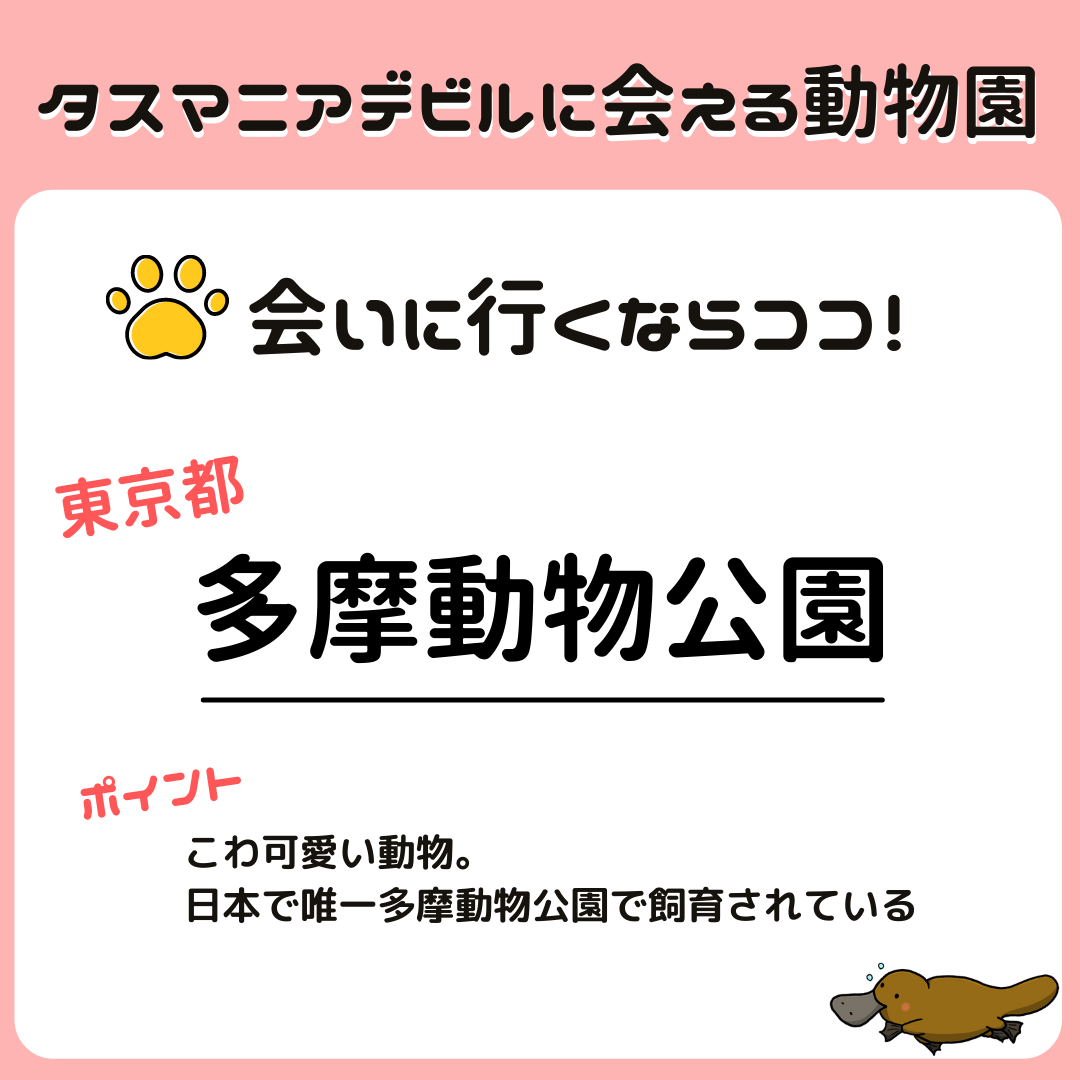 タスマニアデビルに会える動物園
会いに行くならココ!
東京都
多摩動物公園
ポイント
こわ可愛い動物。
日本で唯一多摩動物公園で飼育されている